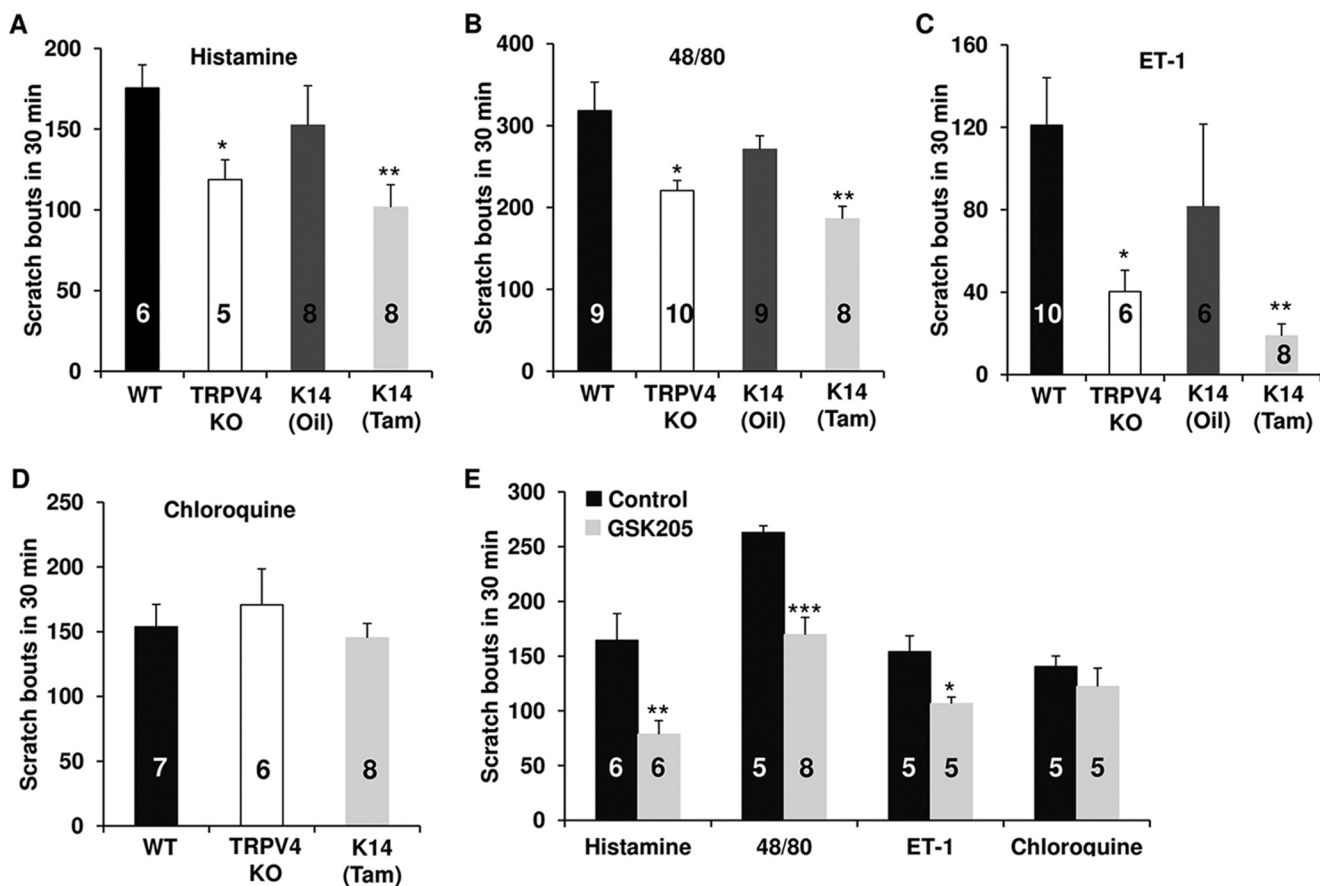 A
Histamine
Scratch bouts in 30 min
200
150
100
50
0
*
**
6
5
8
8
WT
TRPV4
KO
K14
(Oil)
K14
(Tam)
B
48/80
Scratch bouts in 30 min
400
300
200
100
0
*
**
9
10
9
8
WT
TRPV4
KO
K14
(Oil)
K14
(Tam)
C
ET-1
Scratch bouts in 30 min
160
120
80
40
0
*
**
10
6
6
8
WT
TRPV4
KO
K14
(Oil)
K14
(Tam)
D
Chloroquine
Scratch bouts in 30 min
250
200
150
100
50
0
7
6
8
WT
TRPV4
KO
K14
(Tam)
E
Control
GSK205
Scratch bouts in 30 min
300
250
200
150
100
50
0
**
***
*
6
6
5
8
5
5
5
5
Histamine
48/80
ET-1
Chloroquine